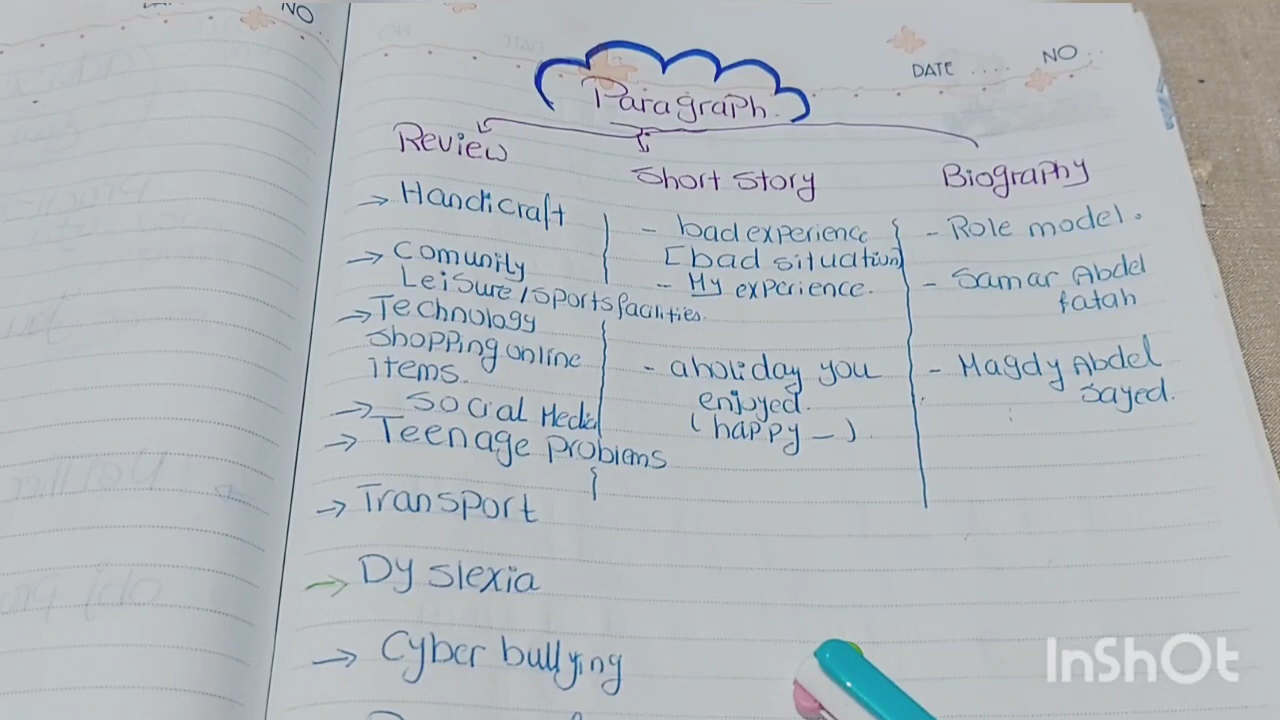 NO
DATE ....
NO ..
Paragraph.
Review
Short Story
Biography
→ Handicraft
→ Comunity
Leisure / sports facilities.
→ Technology
shopping online
items.
→ Social Media
→ Teenage problems
→ Transport
→ Dyslexia
→ Cyber bullying
- bad experience
[bad situation]
- My experience.
- a holiday you
enjoyed.
(happy -).
- Role model.
- Samar Abdel
fatah
- Magdy Abdel
sayed.
InShOt